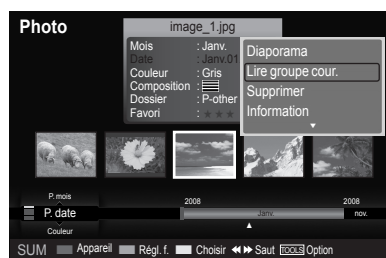 Photo
image_1.jpg
Mois : Janv.
Date : Janv.01
Couleur : Gris
Composition :
Dossier : P-other
Favori : ★★★
Diaporama
Lire groupe cour.
Supprimer
Information
P. mois
P. date
Couleur
2008
2008
Janv.
nov.
SUM Appareil Régl. f. Choisir Saut TOOLS Option